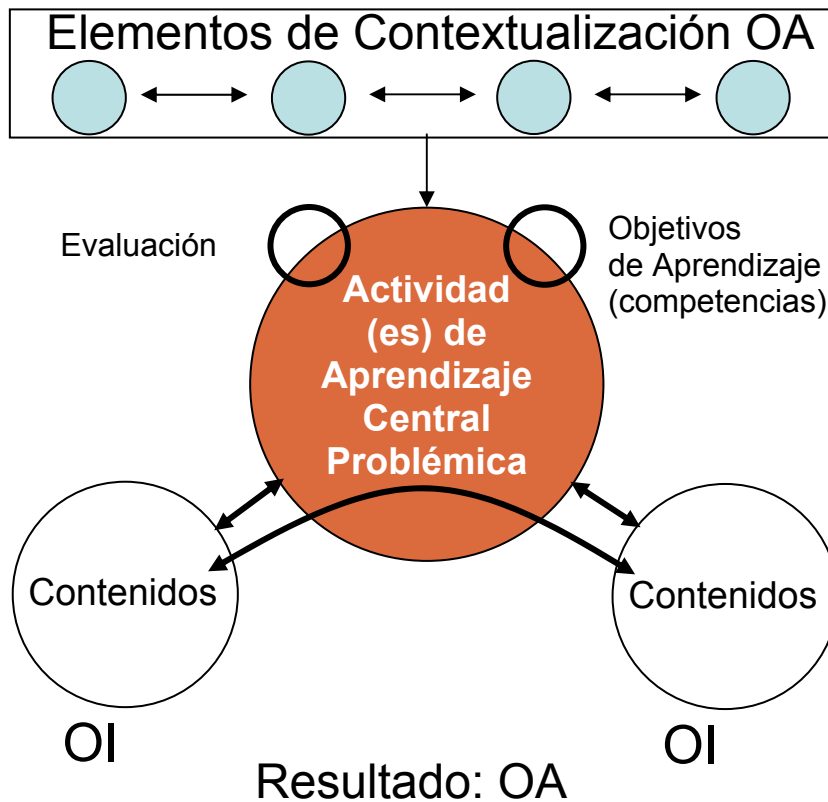 Elementos de Contextualización OA
Evaluación
Objetivos
de Aprendizaje
(competencias)
Actividad
(es) de
Aprendizaje
Central
Problémica
Contenidos
Contenidos
OI
OI
Resultado: OA